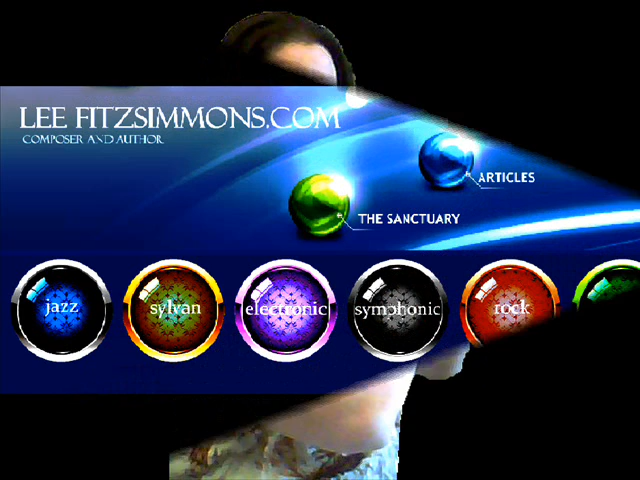 LEE FITZSIMMONS.COM
COMPOSER AND AUTHOR
ARTICLES
THE SANCTUARY
jazz
sylvan
electronic
symphonic
rock